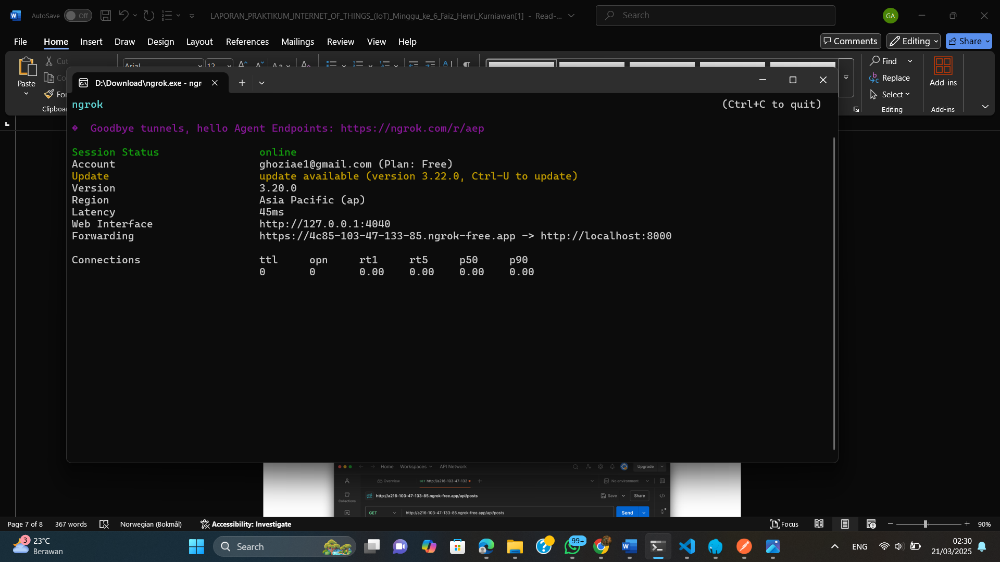 AutoSave Off LAPORAN_PRAKTIKUM_INTERNET_OF_THINGS_(IoT)_Minggu_ke_6_Faiz_Henri_Kurniawan[1] - Read-... Search GA
File Home Insert Draw Design Layout References Mailings Review View Help Comments Editing Share
Paste
Cut
Clipboa
Arial 12
Find
Replace
Select
Editing
Add-ins
Add-ins
D:\Download\ngrok.exe - ngr
ngrok (Ctrl+C to quit)
� Goodbye tunnels, hello Agent Endpoints: https://ngrok.com/r/aep
Session Status online
Account ghoziae1@gmail.com (Plan: Free)
Update update available (version 3.22.0, Ctrl-U to update)
Version 3.20.0
Region Asia Pacific (ap)
Latency 45ms
Web Interface http://127.0.0.1:4040
Forwarding https://4c85-103-47-133-85.ngrok-free.app -> http://localhost:8000
Connections ttl opn rt1 rt5 p50 p90
0 0 0.00 0.00 0.00 0.00
Home Workspaces API Network Upgrade
Overview GET http://a216-103-47-133 No environment
Collections
http://a216-103-47-133-85.ngrok-free.app/api/posts Save Share
GET http://a216-103-47-133-85.ngrok-free.app/api/posts Send
Page 7 of 8 367 words Norwegian (Bokmål) Accessibility: Investigate Focus 90%
3 23°C
Berawan
Search
99+
ENG
02:30
21/03/2025